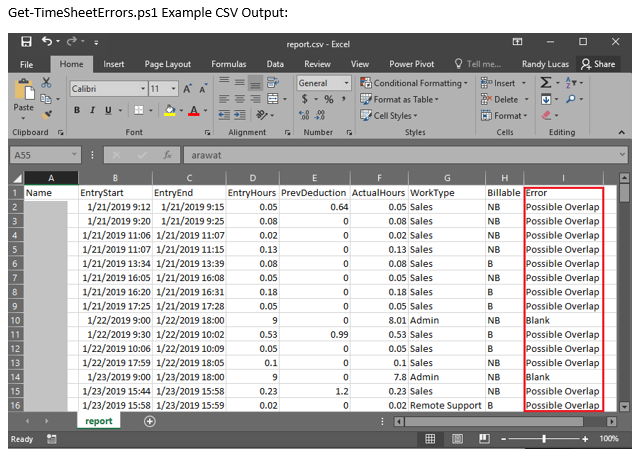 Get-TimeSheetErrors.ps1 Example CSV Output:
report.csv - Excel
File Home Insert Page Layout Formulas Data Review View Power Pivot Tell me... Randy Lucas Share
Paste
Calibri 11 A A
B I U A
General
$ % ,
Conditional Formatting
Format as Table
Cell Styles
Insert
Delete
Format
Clipboard Font Alignment Number Styles Cells Editing
A55 fx arawat
A B C D E F G H I
1 Name EntryStart EntryEnd EntryHours PrevDeduction ActualHours WorkType Billable Error
2 1/21/2019 9:12 1/21/2019 9:15 0.05 0.64 0.05 Sales NB Possible Overlap
3 1/21/2019 9:20 1/21/2019 9:25 0.08 0 0.08 Sales NB Possible Overlap
4 1/21/2019 11:06 1/21/2019 11:07 0.02 0 0.02 Sales NB Possible Overlap
5 1/21/2019 11:07 1/21/2019 11:15 0.13 0 0.13 Sales NB Possible Overlap
6 1/21/2019 13:34 1/21/2019 13:39 0.08 0 0.08 Sales B Possible Overlap
7 1/21/2019 16:05 1/21/2019 16:08 0.05 0 0.05 Sales NB Possible Overlap
8 1/21/2019 16:20 1/21/2019 16:31 0.18 0 0.18 Sales B Possible Overlap
9 1/21/2019 17:25 1/21/2019 17:28 0.05 0 0.05 Sales B Possible Overlap
10 1/22/2019 9:00 1/22/2019 18:00 9 0 8.01 Admin NB Blank
11 1/22/2019 9:30 1/22/2019 10:02 0.53 0.99 0.53 Sales B Possible Overlap
12 1/22/2019 10:06 1/22/2019 10:09 0.05 0 0.05 Sales B Possible Overlap
13 1/22/2019 17:59 1/22/2019 18:05 0.1 0 0.1 Sales NB Possible Overlap
14 1/23/2019 9:00 1/23/2019 18:00 9 0 7.8 Admin NB Blank
15 1/23/2019 15:44 1/23/2019 15:58 0.23 1.2 0.23 Sales NB Possible Overlap
16 1/23/2019 15:58 1/23/2019 15:59 0.02 0 0.02 Remote Support B Possible Overlap
report
Ready 100%